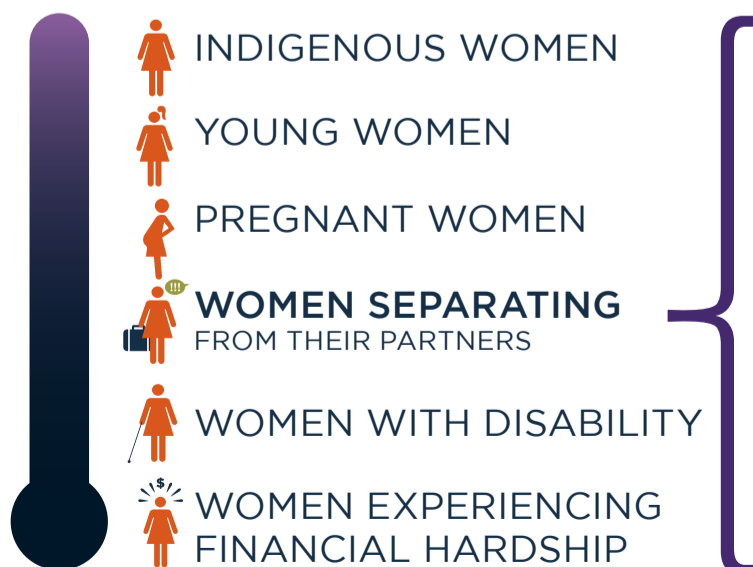 INDIGENOUS WOMEN
YOUNG WOMEN
PREGNANT WOMEN
!!!
WOMEN SEPARATING
FROM THEIR PARTNERS
WOMEN WITH DISABILITY
$
WOMEN EXPERIENCING
FINANCIAL HARDSHIP